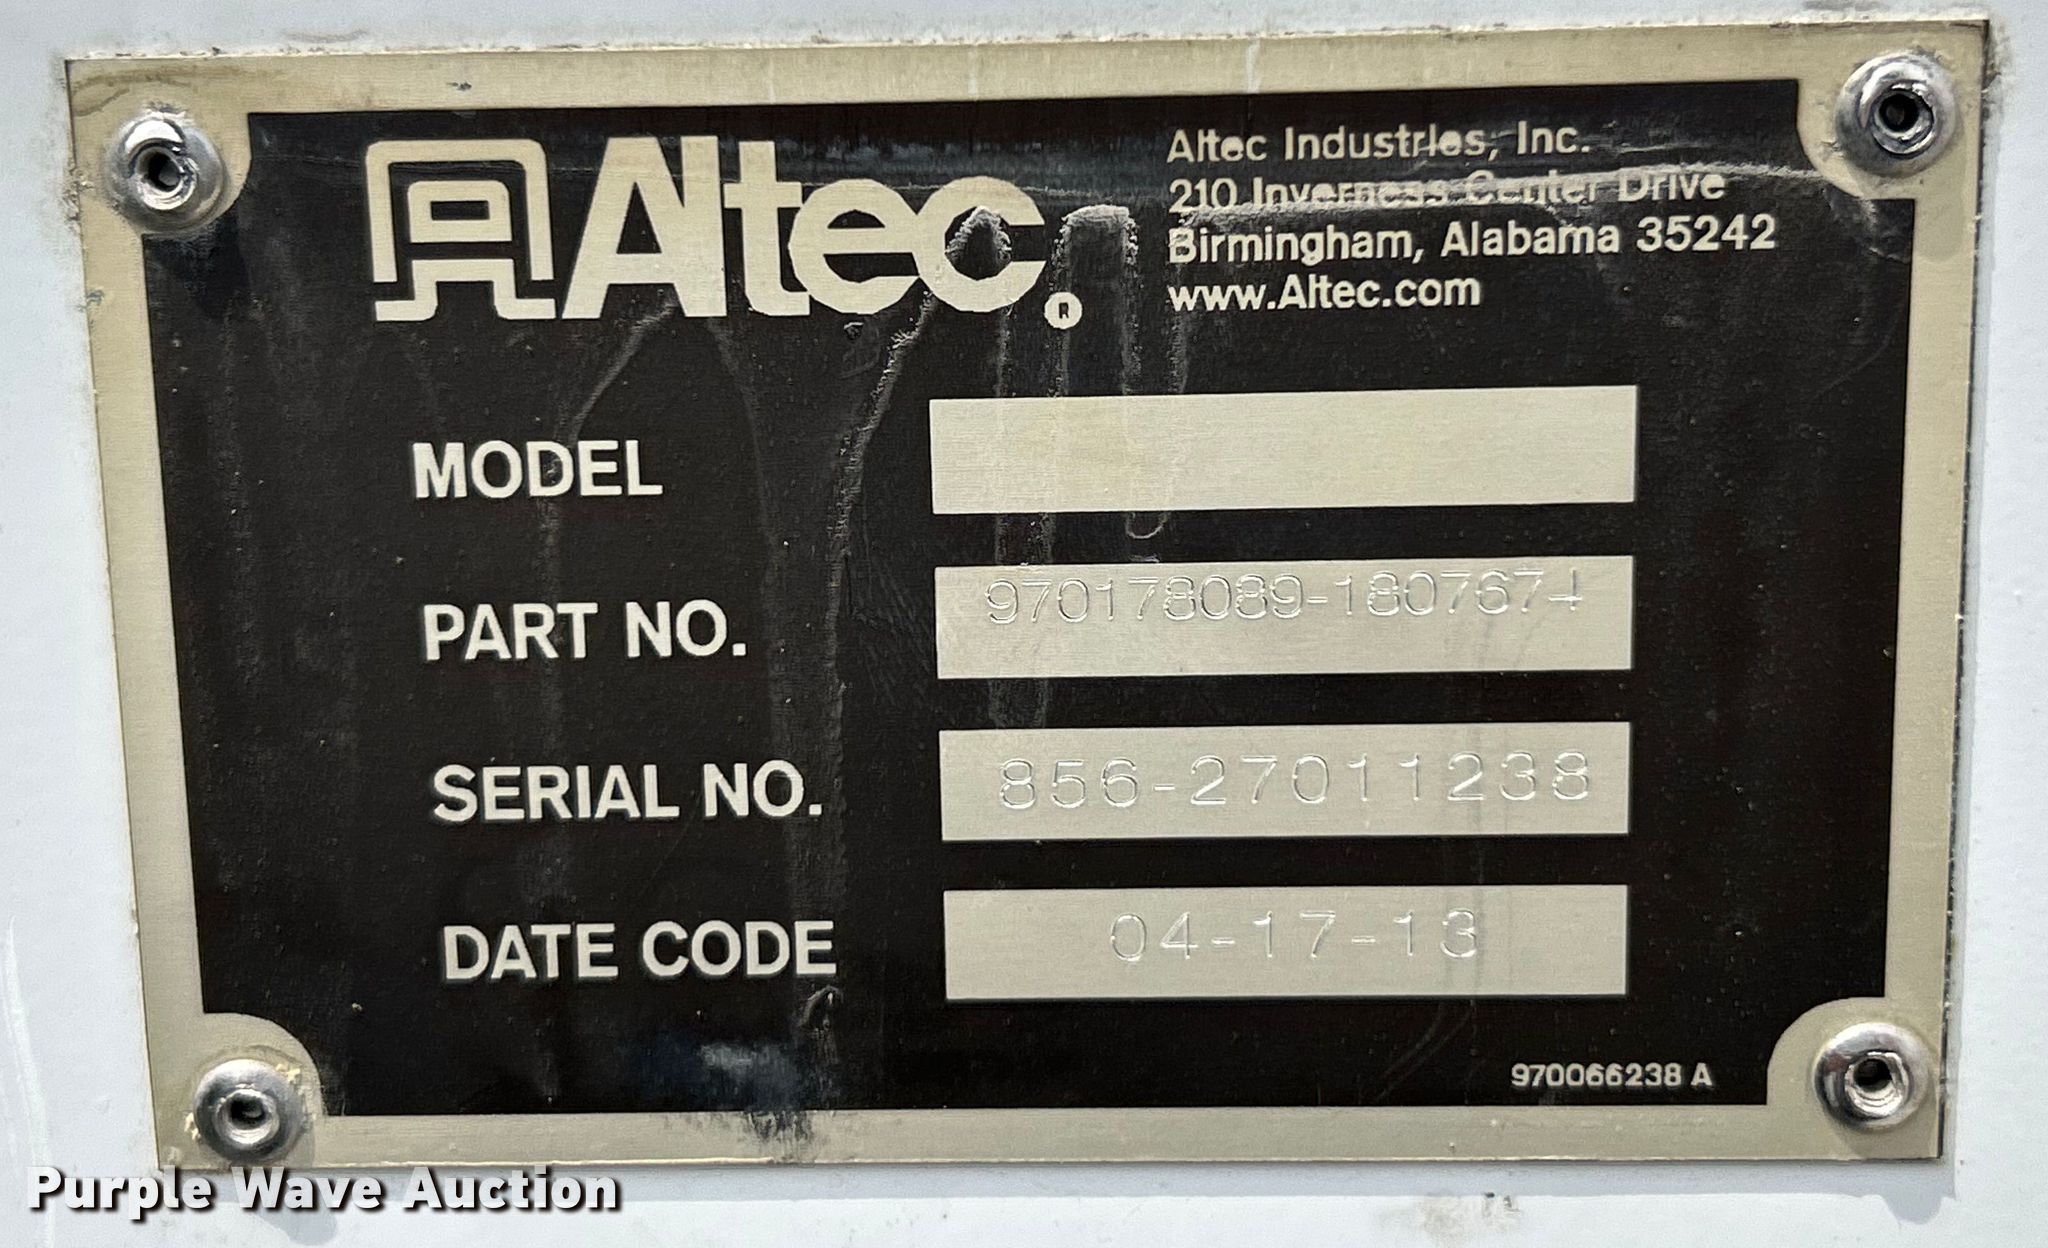 Altec®
Altec Industries, Inc.
210 Inverness Center Drive
Birmingham, Alabama 35242
www.Altec.com
MODEL
PART NO. 970178089-1807674
SERIAL NO. 856-27011238
DATE CODE 04-17-13
970066238 A
Purple Wave Auction